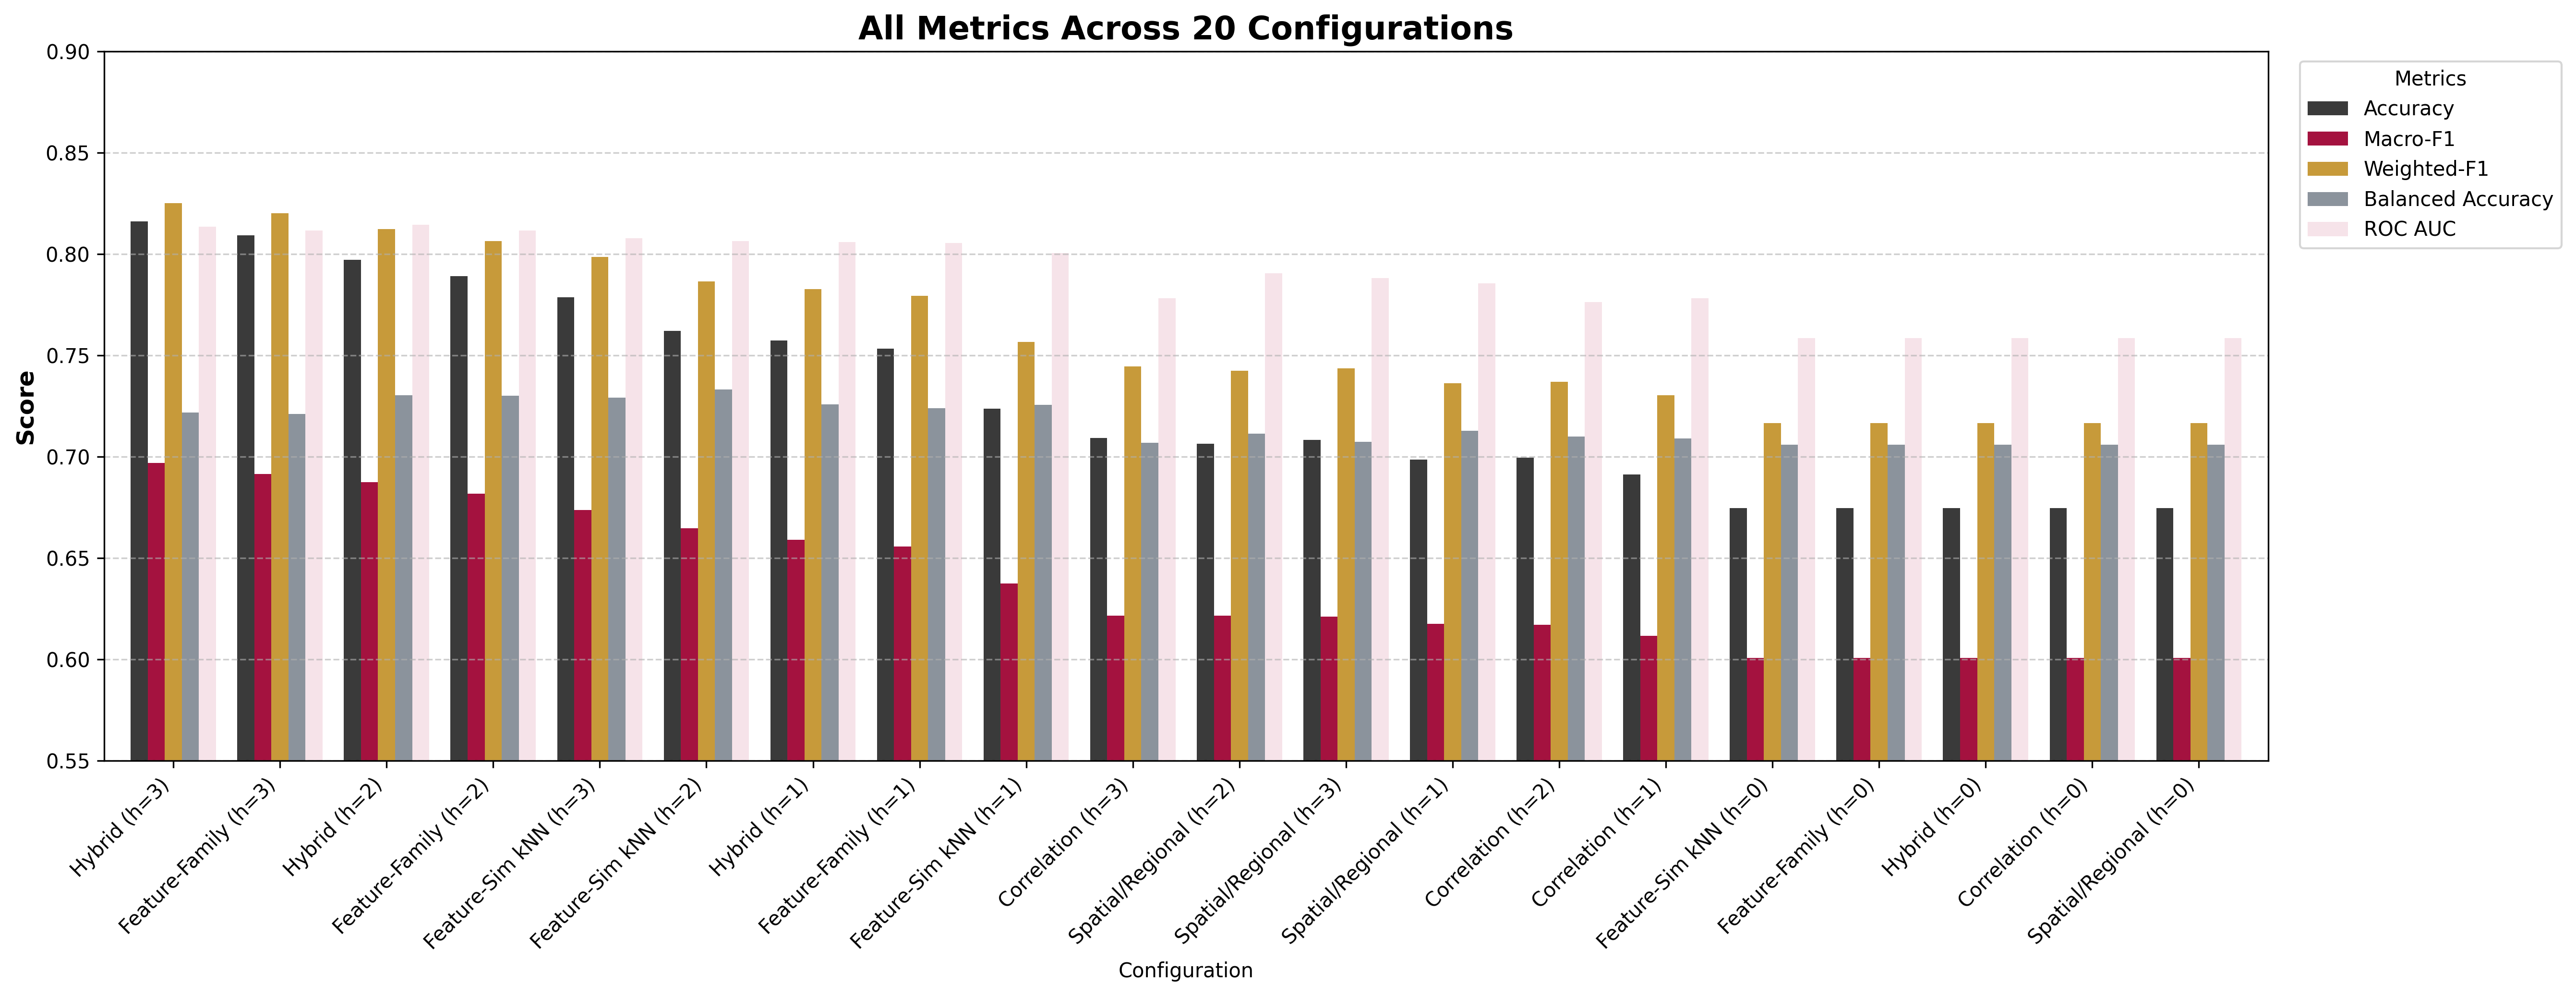 All Metrics Across 20 Configurations
0.90
0.85
0.80
0.75
0.70
0.65
0.60
0.55
Score
Hybrid (h=3)
Feature-Family (h=3)
Hybrid (h=2)
Feature-Family (h=2)
Feature-Sim kNN (h=3)
Feature-Sim kNN (h=2)
Hybrid (h=1)
Feature-Family (h=1)
Feature-Sim kNN (h=1)
Correlation (h=3)
Spatial/Regional (h=2)
Spatial/Regional (h=3)
Spatial/Regional (h=1)
Correlation (h=2)
Correlation (h=1)
Feature-Sim kNN (h=0)
Feature-Family (h=0)
Hybrid (h=0)
Correlation (h=0)
Spatial/Regional (h=0)
Configuration
Metrics
Accuracy
Macro-F1
Weighted-F1
Balanced Accuracy
ROC AUC